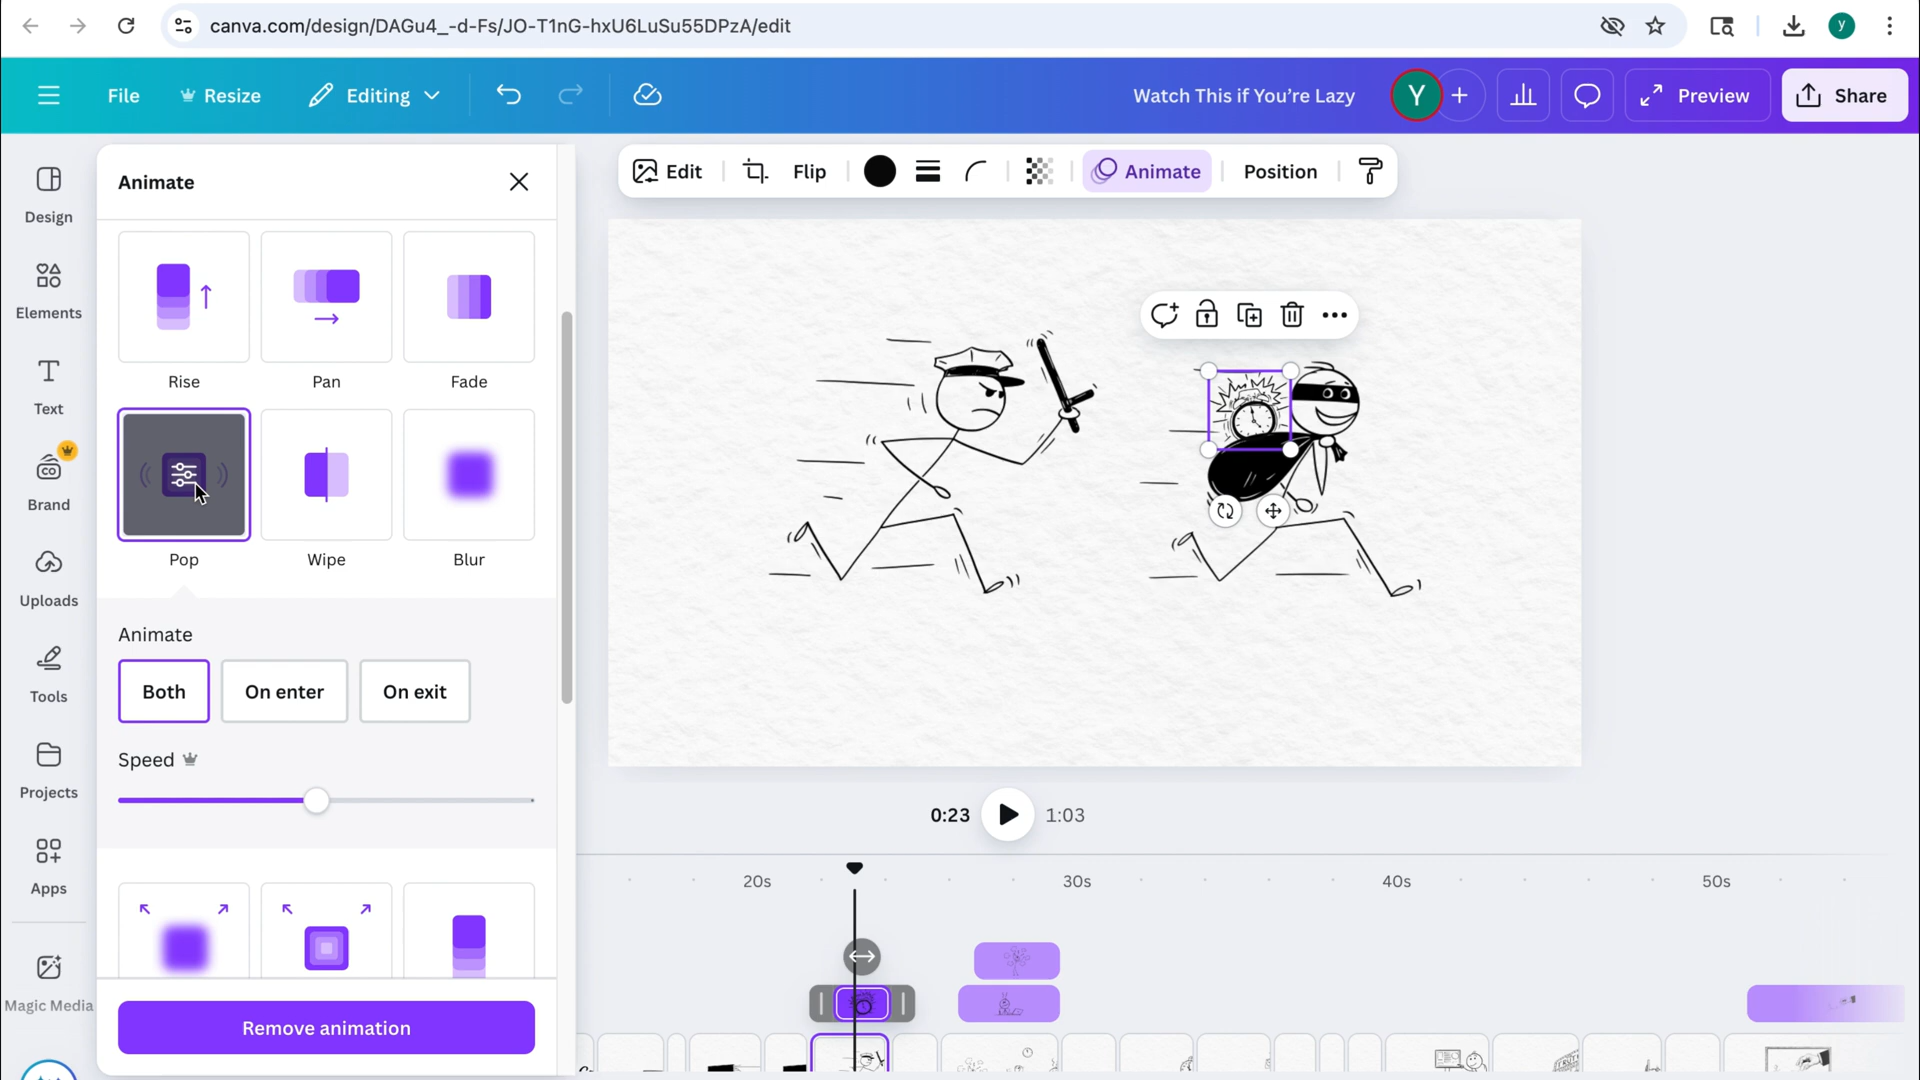 canva.com/design/DAGu4_-d-Fs/JO-T1nG-hxU6LuSu55DPzA/edit
y
File
Resize
Editing
Watch This if You’re Lazy
Y
+
Preview
Share
Design
Elements
Text
Brand
Uploads
Tools
Projects
Apps
Magic Media
Animate
Rise
Pan
Fade
Pop
Wipe
Blur
Animate
Both
On enter
On exit
Speed
Remove animation
Edit
Flip
Animate
Position
0:23
1:03
20s
30s
40s
50s